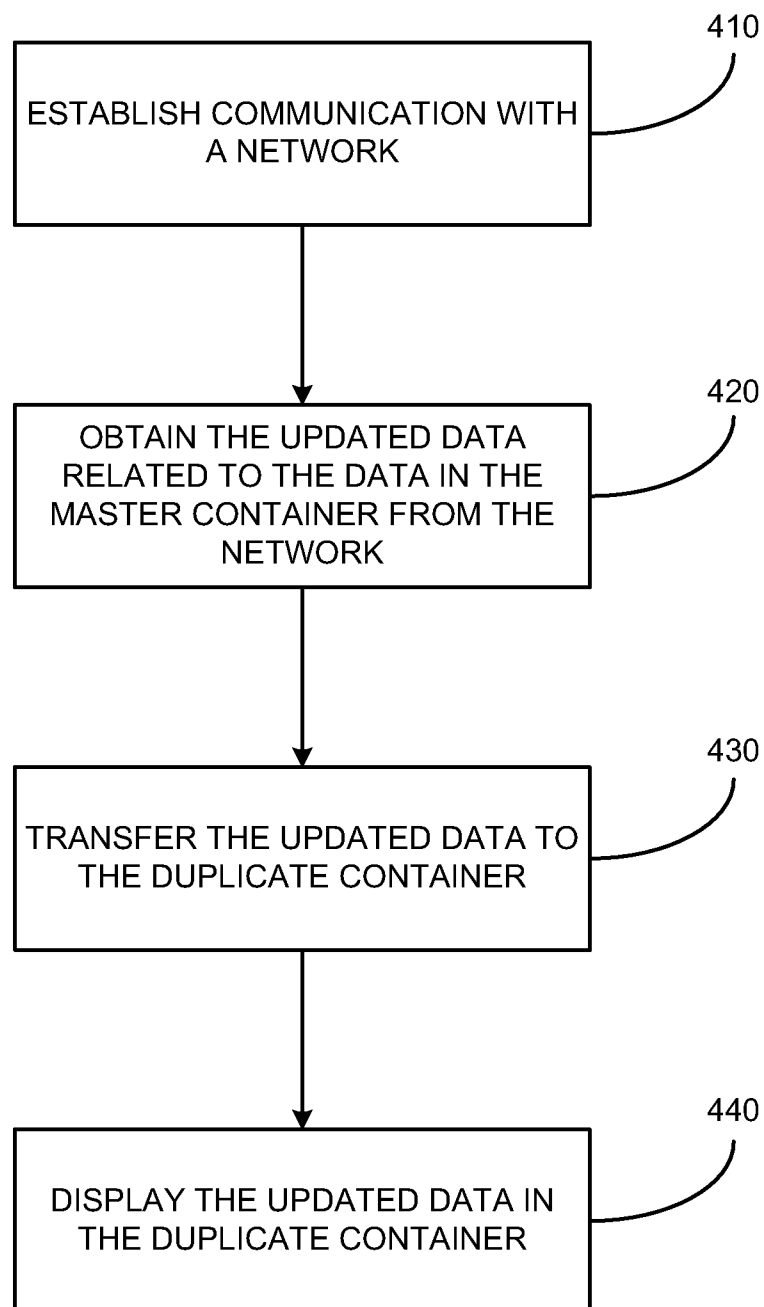 410
ESTABLISH COMMUNICATION WITH
A NETWORK
420
OBTAIN THE UPDATED DATA
RELATED TO THE DATA IN THE
MASTER CONTAINER FROM THE
NETWORK
430
TRANSFER THE UPDATED DATA TO
THE DUPLICATE CONTAINER
440
DISPLAY THE UPDATED DATA IN
THE DUPLICATE CONTAINER